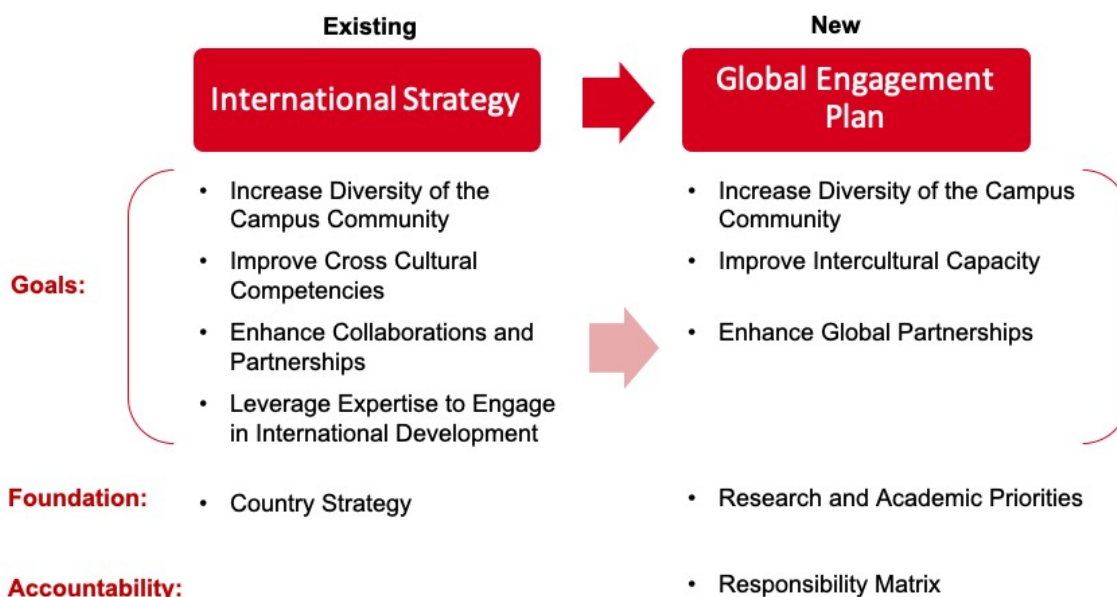 Existing
New
International Strategy
Global Engagement
Plan
Goals:
• Increase Diversity of the
Campus Community
• Improve Cross Cultural
Competencies
• Enhance Collaborations and
Partnerships
• Leverage Expertise to Engage
in International Development
• Increase Diversity of the Campus
Community
• Improve Intercultural Capacity
• Enhance Global Partnerships
Foundation:
• Country Strategy
• Research and Academic Priorities
Accountability:
• Responsibility Matrix